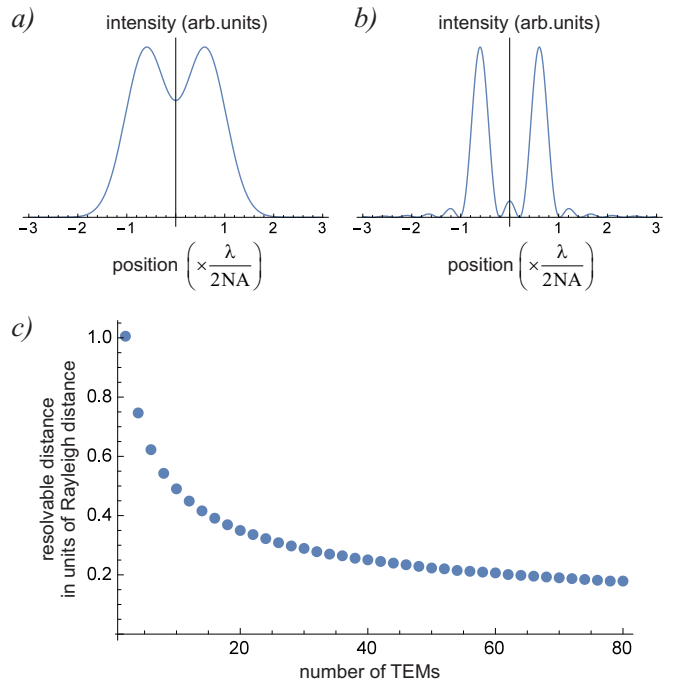 a)
intensity (arb.units)
−3 −2 −1 1 2 3
position (× λ/2NA)
b)
intensity (arb.units)
−3 −2 −1 1 2 3
position (× λ/2NA)
c)
resolvable distance
in units of Rayleigh distance
1.0
0.8
0.6
0.4
0.2
20 40 60 80
number of TEMs